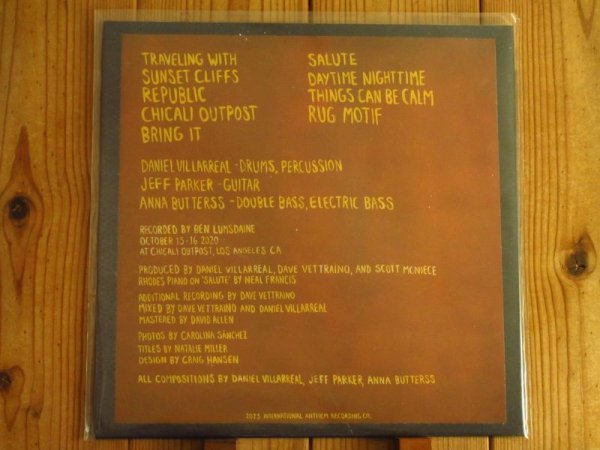 TRAVELING WITH
SUNSET CLIFFS
REPUBLIC
CHICALI OUTPOST
BRING IT
SALUTE
DAYTIME NIGHTTIME
THINGS CAN BE CALM
RUG MOTIF
DANIEL VILLARREAL - DRUMS, PERCUSSION
JEFF PARKER - GUITAR
ANNA BUTTERSS - DOUBLE BASS, ELECTRIC BASS
RECORDED BY BEN LUMSDAINE
OCTOBER 15-16 2020
AT CHICALI OUTPOST, LOS ANGELES CA
PRODUCED BY DANIEL VILLARREAL, DAVE VETTRAINO, AND SCOTT MCNIECE
RHODES PIANO ON 'SALUTE' BY NEAL FRANCIS
ADDITIONAL RECORDING BY DAVE VETTRAINO
MIXED BY DAVE VETTRAINO AND DANIEL VILLARREAL
MASTERED BY DAVID ALLEN
PHOTOS BY CAROLINA SÁNCHEZ
TITLES BY NATALIE MILLER
DESIGN BY CRAIG HANSEN
ALL COMPOSITIONS BY DANIEL VILLARREAL, JEFF PARKER, ANNA BUTTERSS
2023 INTERNATIONAL ANTHEM RECORDING CO.